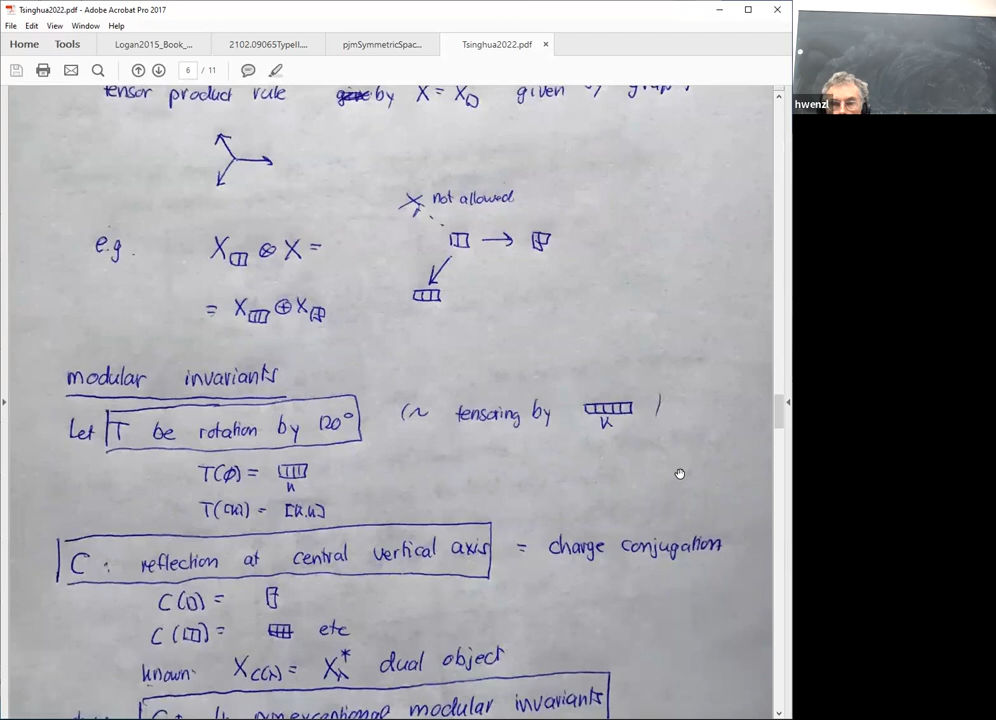 Tsinghua2022.pdf - Adobe Acrobat Pro 2017
File Edit View Window Help
Home Tools Logan2015_Book_... 2102.09065TypeII.... pjmSymmetricSpac... Tsinghua2022.pdf ×
6 / 11
tensor product rule by X = X□ given by
hwenzl
X not allowed
e.g. X ⊗ X =
= X ⊕ X
modular invariants
Let T be rotation by 120° (~ tensoring by )
k
T(φ) =
k
T([k]) = [k,k]
C: reflection at central vertical axis = charge conjugation
C(□) =
C( ) = etc
known: X_C(λ) = X_λ* dual object
modular invariants